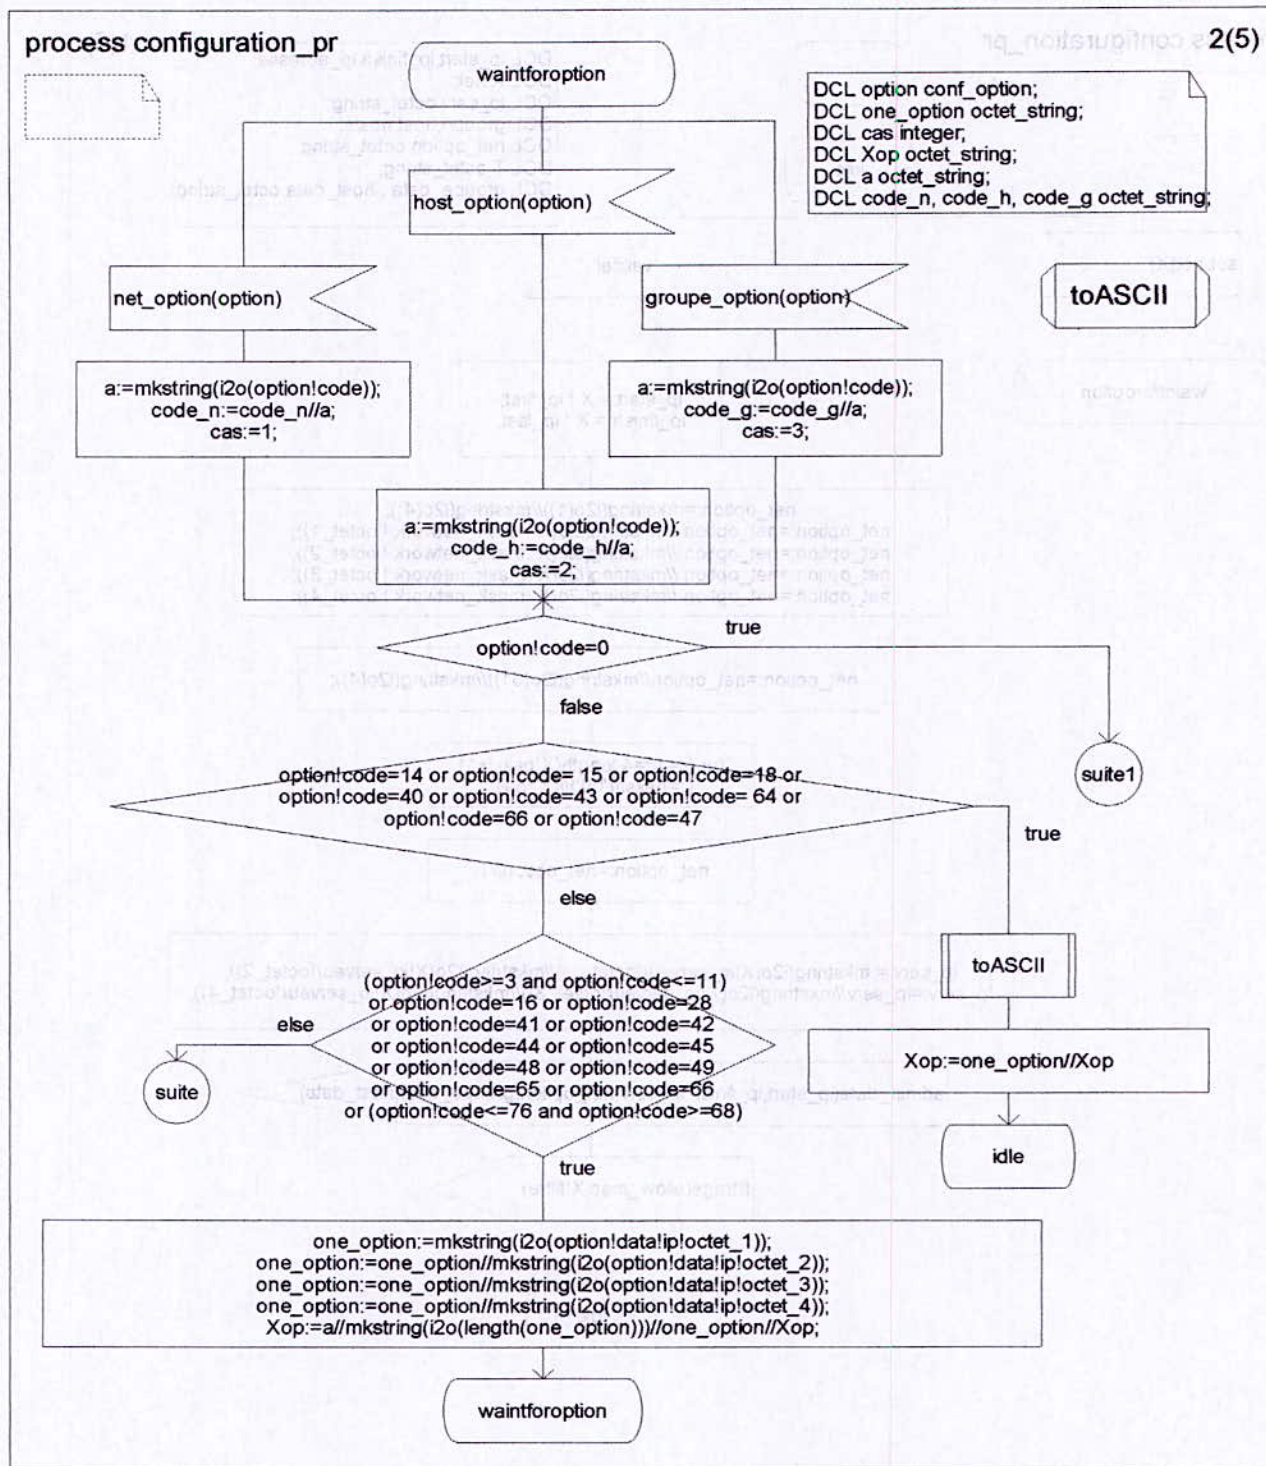 process configuration_pr
2(5)
waintforoption
DCL option conf_option;
DCL one_option octet_string;
DCL cas integer;
DCL Xop octet_string;
DCL a octet_string;
DCL code_n, code_h, code_g octet_string;
host_option(option)
net_option(option)
groupe_option(option)
toASCII
a:=mkstring(i2o(option!code));
code_n:=code_n//a;
cas:=1;
a:=mkstring(i2o(option!code));
code_g:=code_g//a;
cas:=3;
a:=mkstring(i2o(option!code));
code_h:=code_h//a;
cas:=2;
option!code=0
true
false
suite1
option!code=14 or option!code= 15 or option!code=18 or
option!code=40 or option!code=43 or option!code= 64 or
option!code=66 or option!code=47
true
else
toASCII
(option!code>=3 and option!code<=11)
or option!code=16 or option!code=28
or option!code=41 or option!code=42
or option!code=44 or option!code=45
or option!code=48 or option!code=49
or option!code=65 or option!code=66
or (option!code<=76 and option!code>=68)
else
suite
Xop:=one_option//Xop
idle
true
one_option:=mkstring(i2o(option!data!ip!octet_1));
one_option:=one_option//mkstring(i2o(option!data!ip!octet_2));
one_option:=one_option//mkstring(i2o(option!data!ip!octet_3));
one_option:=one_option//mkstring(i2o(option!data!ip!octet_4));
Xop:=a//mkstring(i2o(length(one_option)))//one_option//Xop;
waintforoption